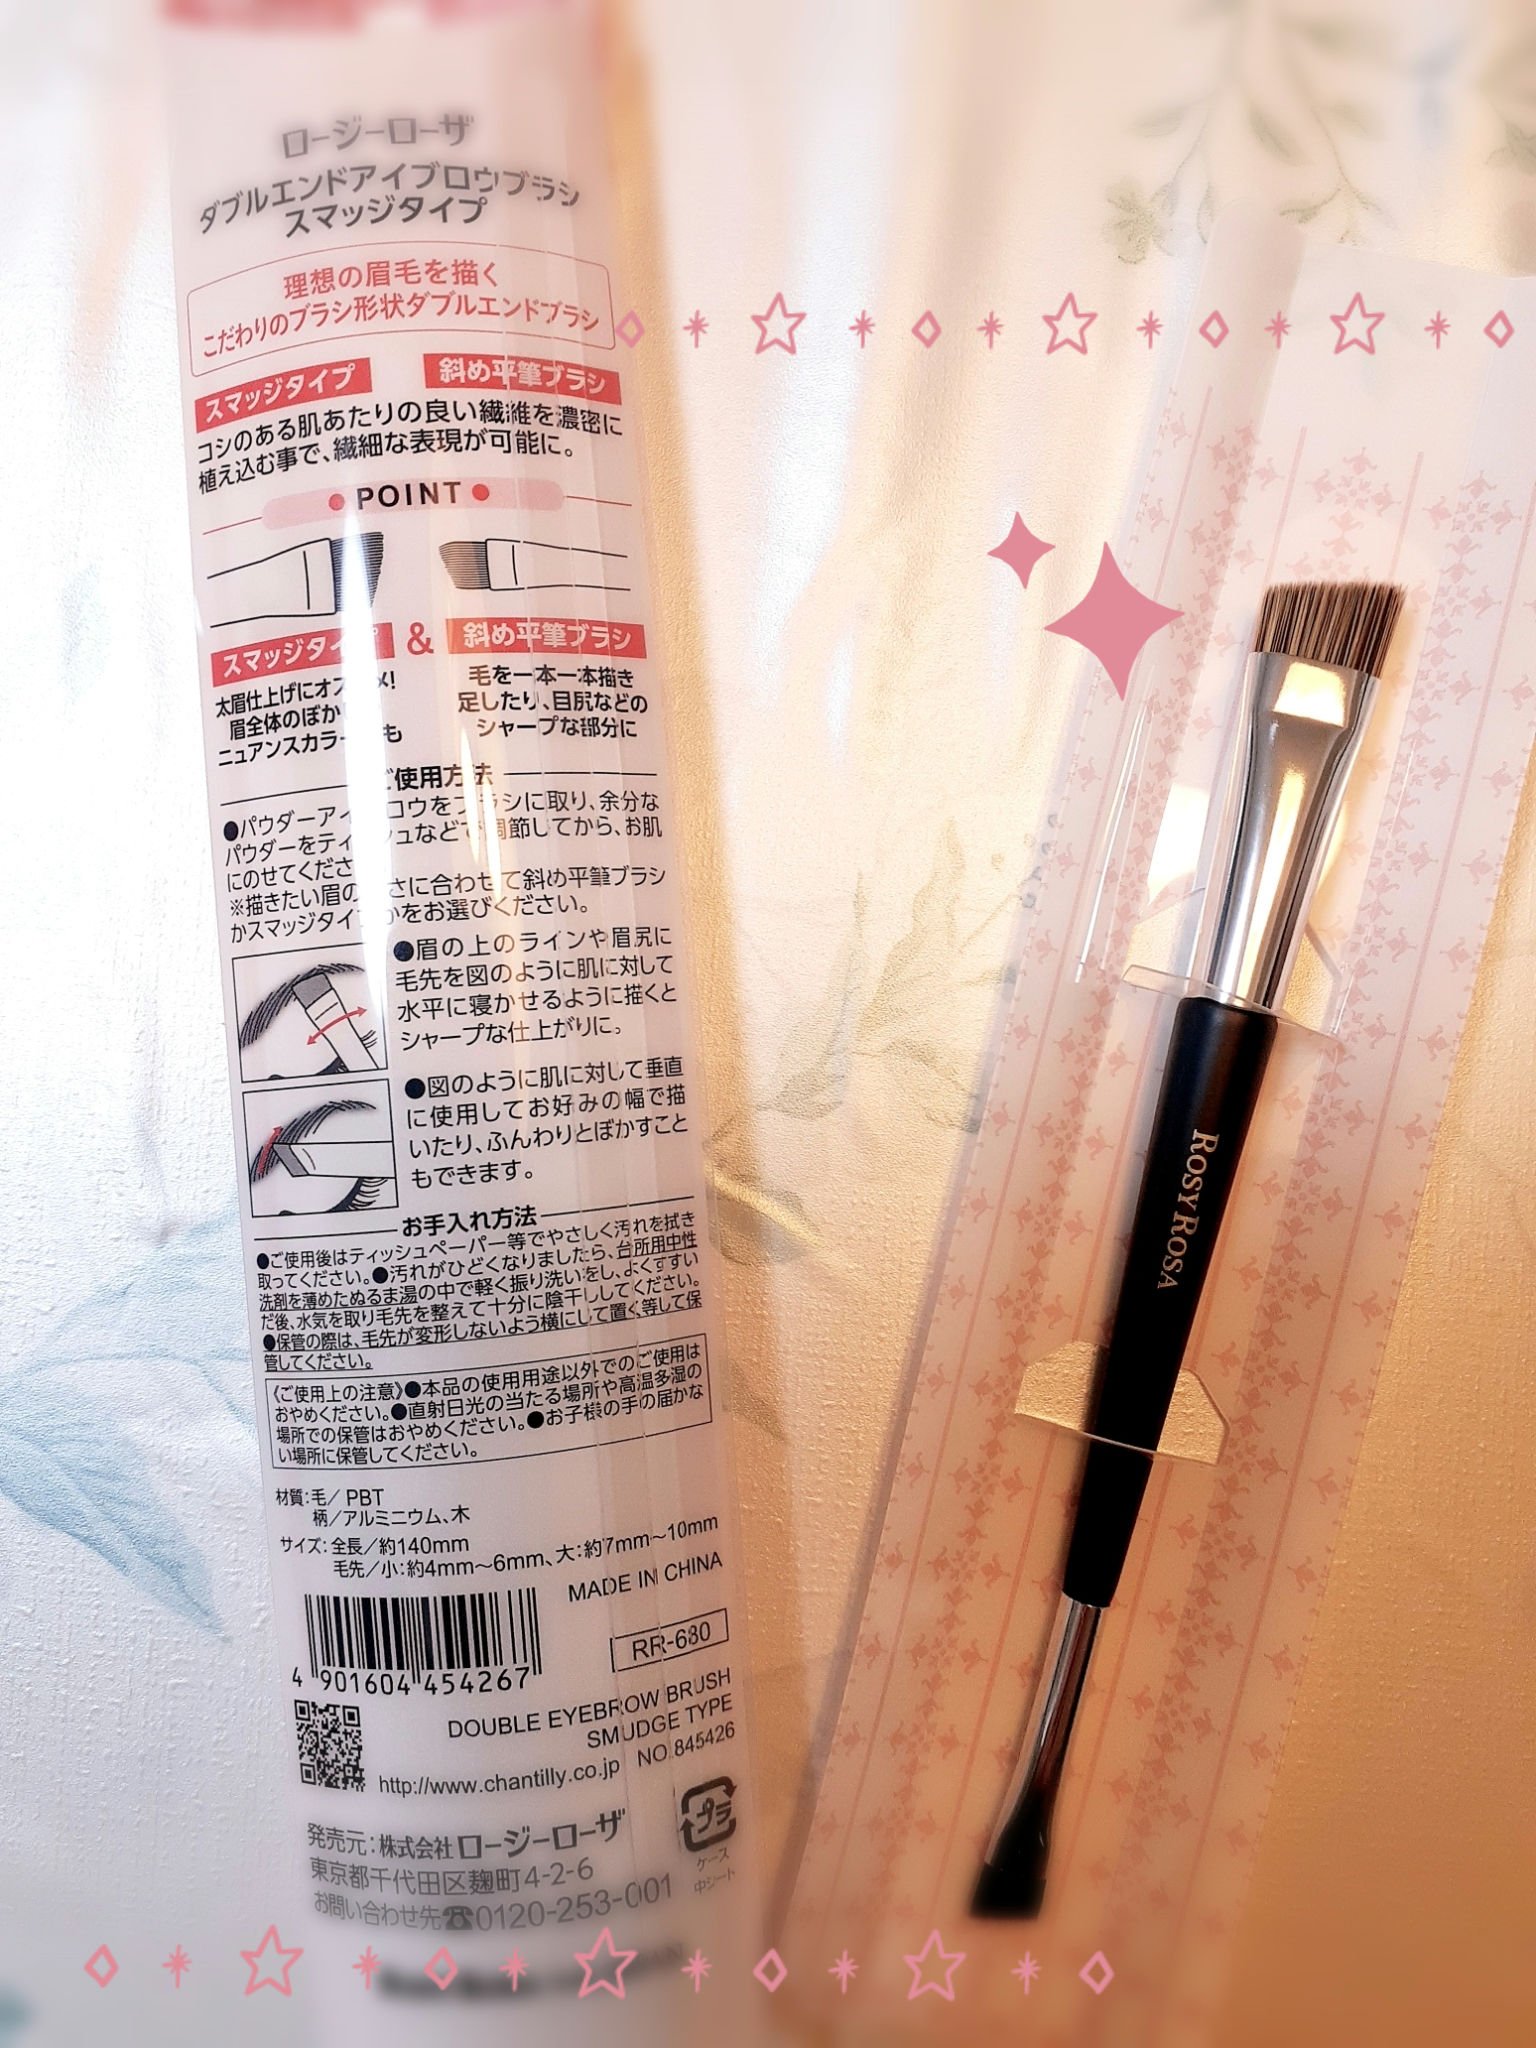 ロージーローザ
ダブルエンドアイブロウブラシ
スマッジタイプ
理想の眉毛を描く
こだわりのブラシ形状ダブルエンドブラシ
スマッジタイプ 斜め平筆ブラシ
コシのある肌あたりの良い繊維を濃密に
植え込む事で、繊細な表現が可能に。
POINT
スマッジタイプ & 斜め平筆ブラシ
太眉仕上げにオススメ!
眉全体のぼか
ニュアンスカラー も
毛を一本一本描き
足したり、目尻などの
シャープな部分に
ご使用方法
●パウダーアイブロウをブラシに取り、余分な
パウダーをティッシュなどで調節してから、お肌
にのせてください。
※描きたい眉の さに合わせて斜め平筆ブラシ
かスマッジタイプかをお選びください。
●眉の上のラインや眉尻に
毛先を図のように肌に対して
水平に寝かせるように描くと
シャープな仕上がりに。
●図のように肌に対して垂直
に使用してお好みの幅で描
いたり、ふんわりとぼかすこと
もできます。
お手入れ方法
●ご使用後はティッシュペーパー等でやさしく汚れを拭き
取ってください。●汚れがひどくなりましたら、台所用中性
洗剤を薄めたぬるま湯の中で軽く振り洗いをし、よくすすい
だ後、水気を取り毛先を整えて十分に陰干ししてください。
●保管の際は、毛先が変形しないよう横にして置く等して保
管してください。
《ご使用上の注意》●本品の使用用途以外でのご使用は
おやめください。●直射日光の当たる場所や高温多湿の
場所での保管はおやめください。●お子様の手の届かな
い場所に保管してください。
材質:毛/PBT
柄/アルミニウム、木
サイズ:全長/約140mm
毛先/小:約4mm〜6mm、大:約7mm〜10mm
MADE IN CHINA
4 901604 454267
RR-680
DOUBLE EYEBROW BRUSH
SMUDGE TYPE
http://www.chantilly.co.jp NO.845426
発売元:株式会社ロージーローザ
東京都千代田区麹町4-2-6
お問い合わせ先☎0120-253-001
プラ
ケース
中シート
ROSY ROSA